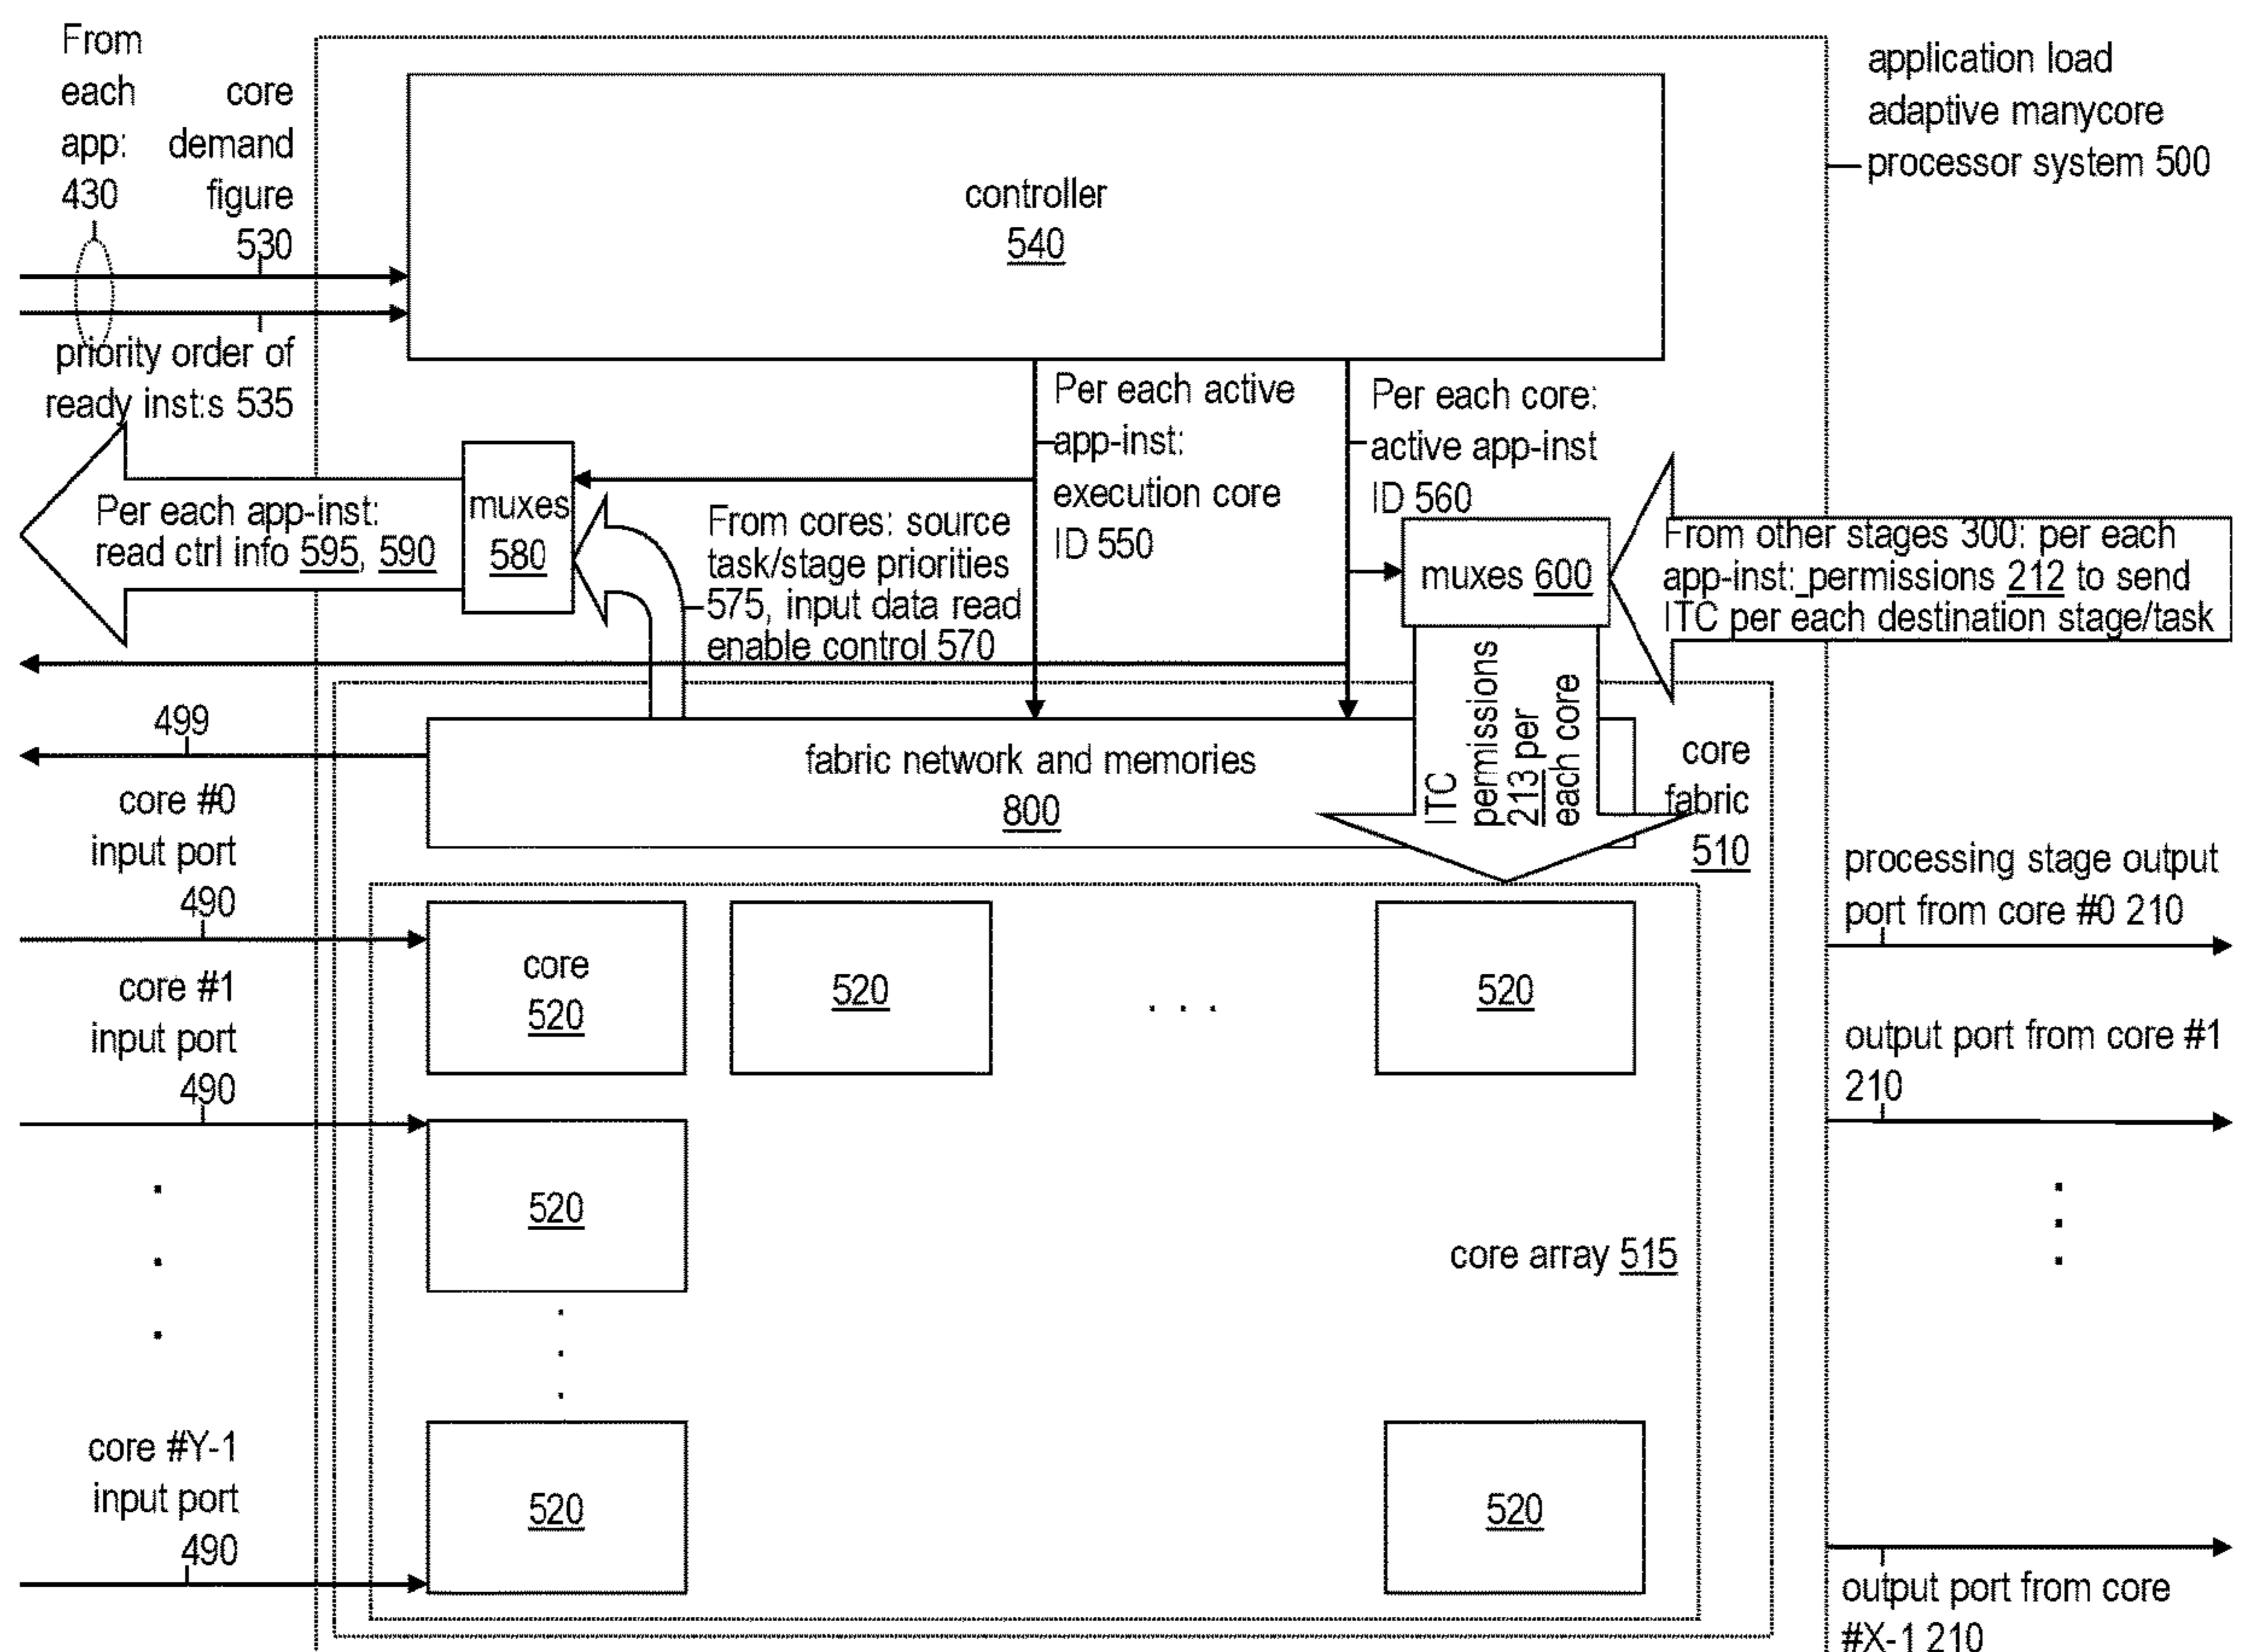 From
each
app:
430
core
demand
figure
530
priority order of
ready inst:s 535
controller
540
application load
adaptive manycore
processor system 500
Per each active
app-inst:
execution core
ID 550
Per each core:
active app-inst
ID 560
Per each app-inst:
read ctrl info 595, 590
muxes
580
From cores: source
task/stage priorities
575, input data read
enable control 570
muxes 600
From other stages 300: per each
app-inst: permissions 212 to send
ITC per each destination stage/task
ITC
permissions
213 per
each core
499
fabric network and memories
800
core
fabric
510
core #0
input port
490
core
520
520
. . .
520
processing stage output
port from core #0 210
core #1
input port
490
520
output port from core #1
210
.
.
.
.
.
.
core array 515
.
.
.
core #Y-1
input port
490
520
520
output port from core
#X-1 210